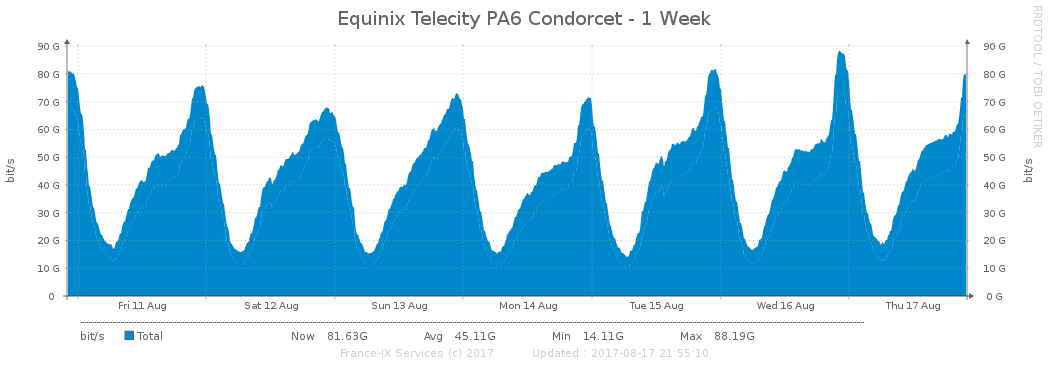 Equinix Telecity PA6 Condorcet - 1 Week
RRDTOOL / TOBI OETIKER
bit/s
90 G 90 G
80 G 80 G
70 G 70 G
60 G 60 G
50 G 50 G
40 G 40 G
30 G 30 G
20 G 20 G
10 G 10 G
0 0 G
bit/s
Fri 11 Aug Sat 12 Aug Sun 13 Aug Mon 14 Aug Tue 15 Aug Wed 16 Aug Thu 17 Aug
bit/s Total Now 81.63G Avg 45.11G Min 14.11G Max 88.19G
France-IX Services (c) 2017 Updated : 2017-08-17 21:55:10